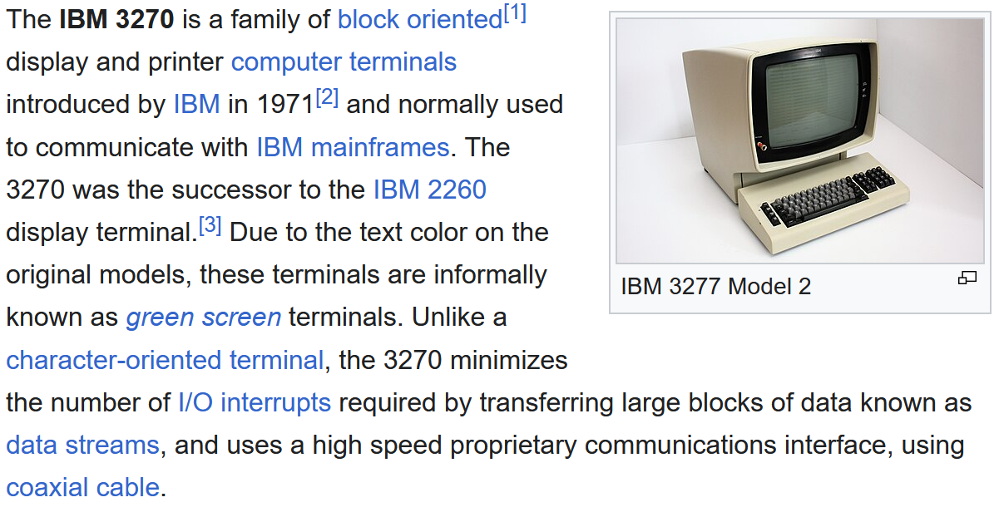 The IBM 3270 is a family of block oriented[1]
display and printer computer terminals
introduced by IBM in 1971[2] and normally used
to communicate with IBM mainframes. The
3270 was the successor to the IBM 2260
display terminal.[3] Due to the text color on the
original models, these terminals are informally
known as green screen terminals. Unlike a
character-oriented terminal, the 3270 minimizes
the number of I/O interrupts required by transferring large blocks of data known as
data streams, and uses a high speed proprietary communications interface, using
coaxial cable.
IBM 3277 Model 2